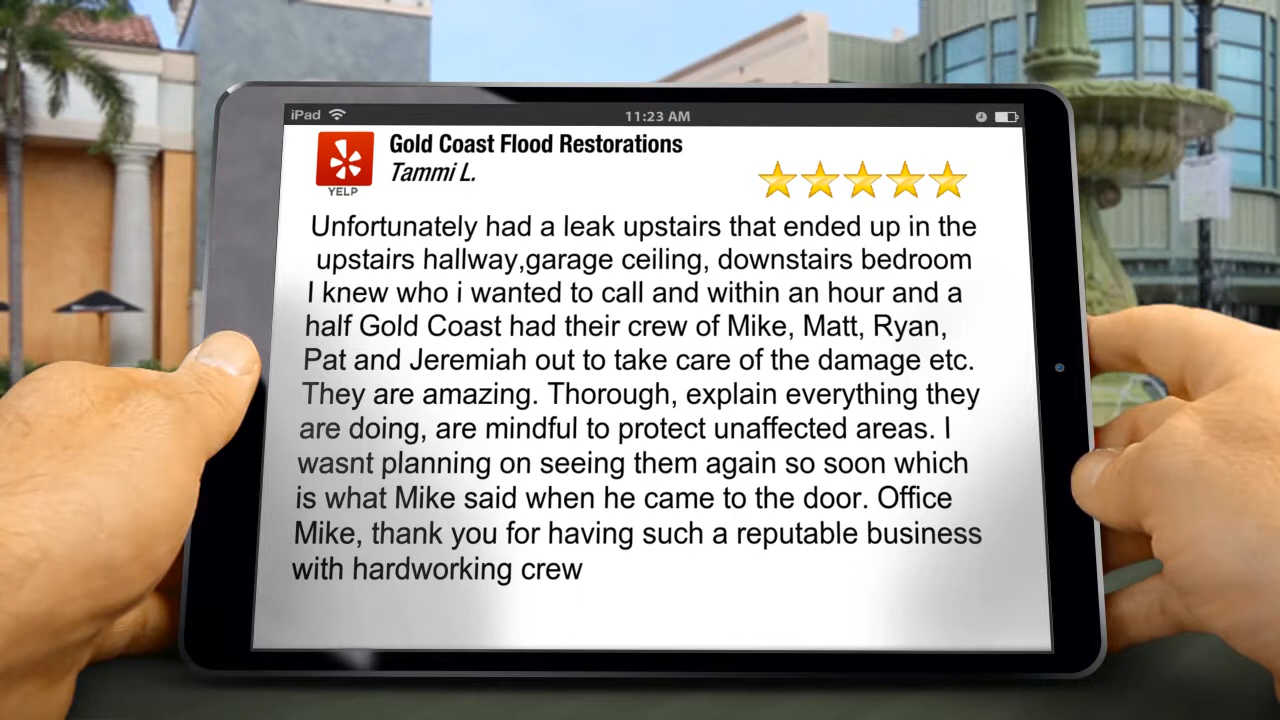 iPad 11:23 AM
Gold Coast Flood Restorations
Tammi L.
YELP
Unfortunately had a leak upstairs that ended up in the
upstairs hallway,garage ceiling, downstairs bedroom
I knew who i wanted to call and within an hour and a
half Gold Coast had their crew of Mike, Matt, Ryan,
Pat and Jeremiah out to take care of the damage etc.
They are amazing. Thorough, explain everything they
are doing, are mindful to protect unaffected areas. I
wasnt planning on seeing them again so soon which
is what Mike said when he came to the door. Office
Mike, thank you for having such a reputable business
with hardworking crew